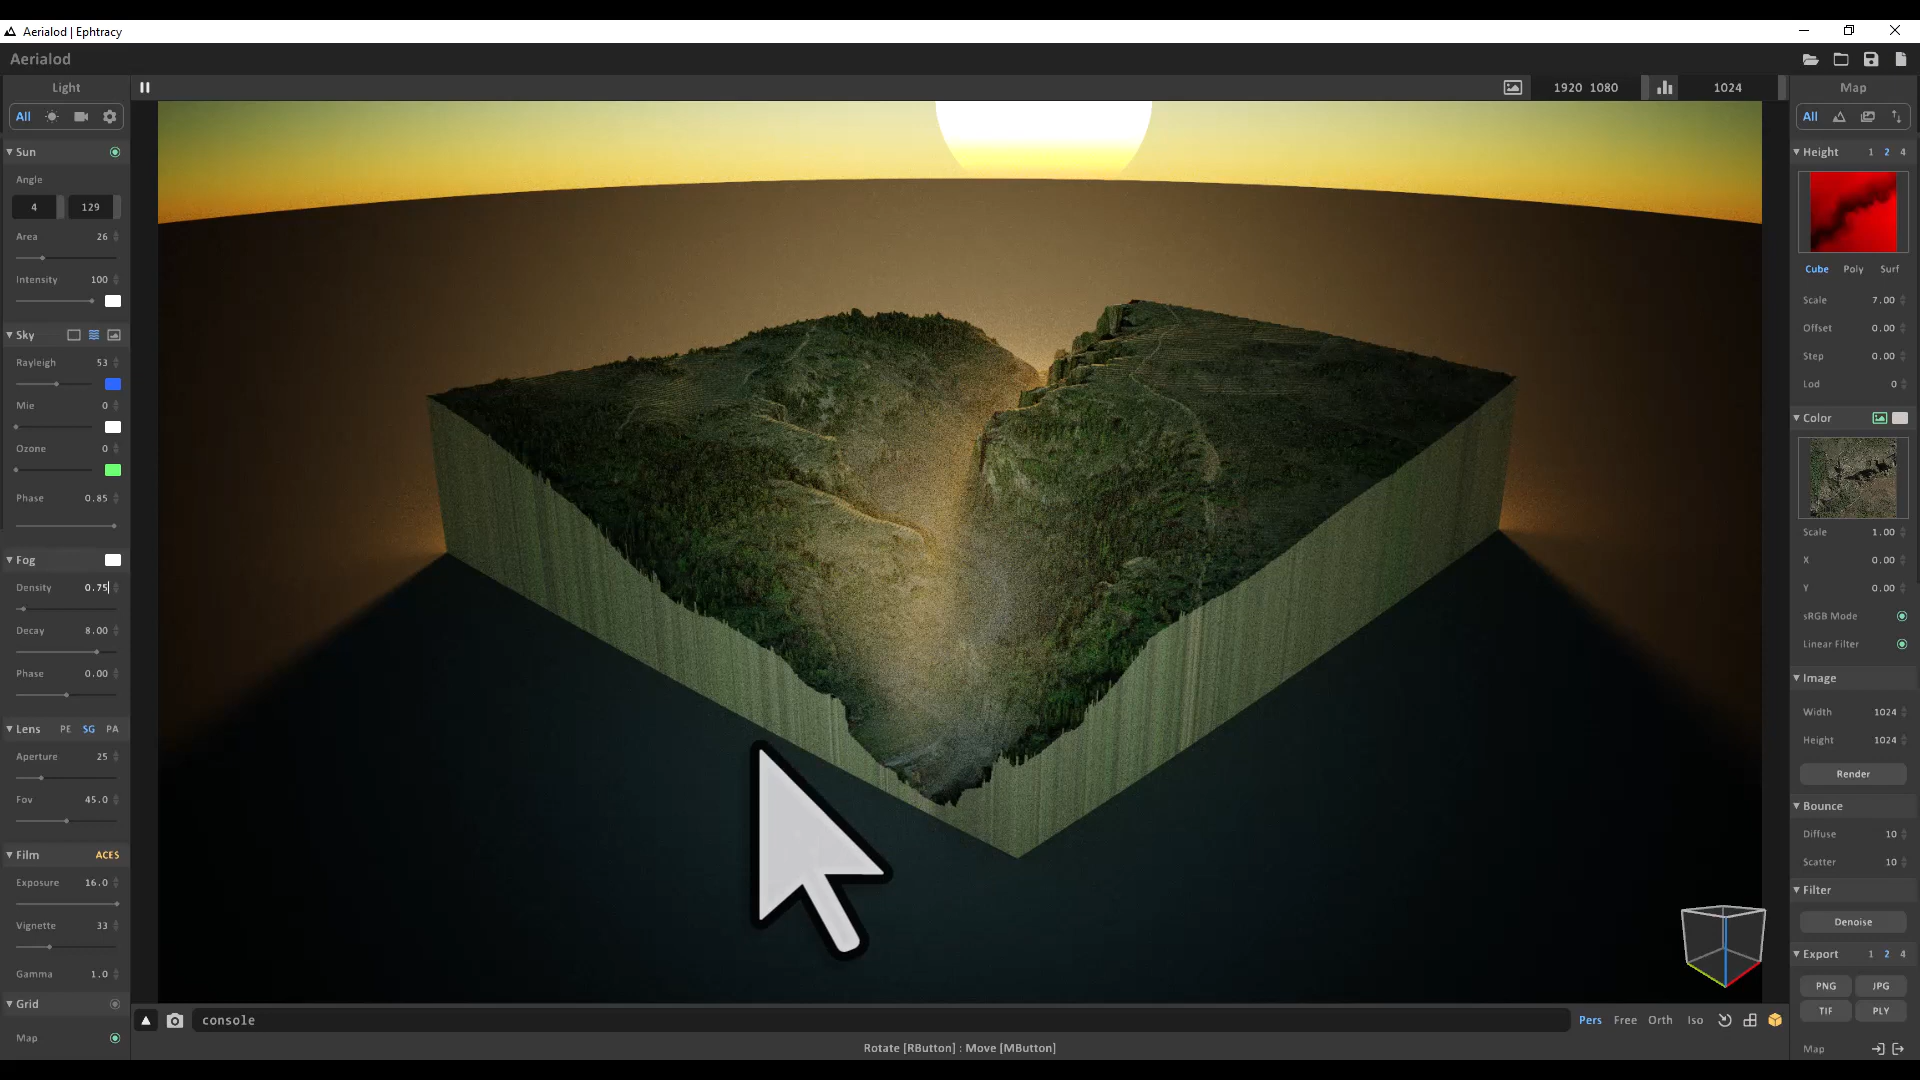 Aerialod | Ephtracy
Aerialod
Light
1920 1080
1024
Map
All
Sun
Angle
4 129
Area 26
Intensity 100
Sky
Rayleigh 53
Mie 0
Ozone 0
Phase 0.85
Fog
Density 0.75
Decay 8.00
Phase 0.00
Lens PE SG PA
Aperture 25
Fov 45.0
Film ACES
Exposure 16.0
Vignette 33
Gamma 1.0
Grid
Map
console
Pers Free Orth Iso
Rotate [RButton] : Move [MButton]
All
Height 1 2 4
Cube Poly Surf
Scale 7.00
Offset 0.00
Step 0.00
Lod 0
Color
Scale 1.00
X 0.00
Y 0.00
sRGB Mode
Linear Filter
Image
Width 1024
Height 1024
Render
Bounce
Diffuse 10
Scatter 10
Filter
Denoise
Export 1 2 4
PNG JPG
TIF PLY
Map